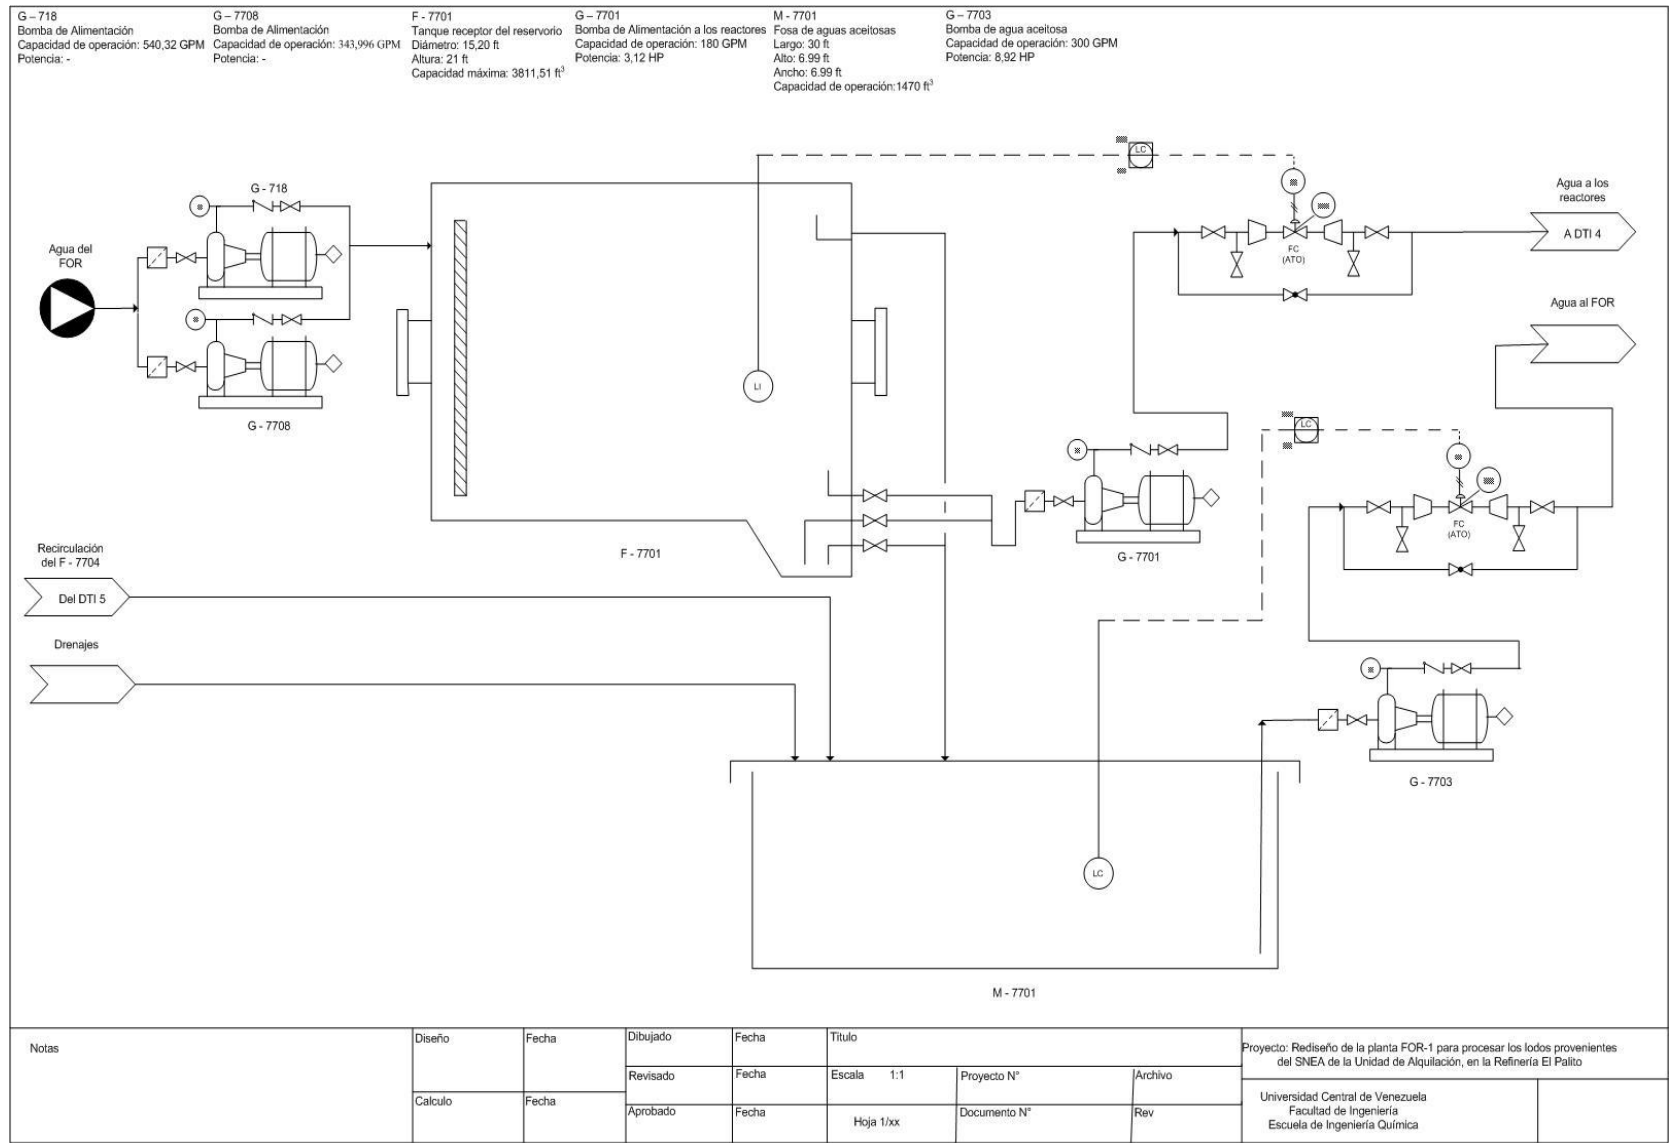 G – 718
Bomba de Alimentación
Capacidad de operación: 540,32 GPM
Potencia: -
G – 7708
Bomba de Alimentación
Capacidad de operación: 343,996 GPM
Potencia: -
F - 7701
Tanque receptor del reservorio
Diámetro: 15,20 ft
Altura: 21 ft
Capacidad máxima: 3811,51 ft³
G – 7701
Bomba de Alimentación a los reactores
Capacidad de operación: 180 GPM
Potencia: 3,12 HP
M - 7701
Fosa de aguas aceitosas
Largo: 30 ft
Alto: 6.99 ft
Ancho: 6.99 ft
Capacidad de operación:1470 ft³
G – 7703
Bomba de agua aceitosa
Capacidad de operación: 300 GPM
Potencia: 8,92 HP
LC
G - 718
Agua a los
reactores
A DTI 4
Agua del
FOR
FC
(ATO)
Agua al FOR
LI
G - 7708
LC
FC
(ATO)
F - 7701
G - 7701
Recirculación
del F - 7704
Del DTI 5
Drenajes
G - 7703
LC
M - 7701
Notas
Diseño
Fecha
Calculo
Fecha
Dibujado
Fecha
Revisado
Fecha
Aprobado
Fecha
Titulo
Escala 1:1
Proyecto N°
Archivo
Hoja 1/xx
Documento N°
Rev
Proyecto: Rediseño de la planta FOR-1 para procesar los lodos provenientes
del SNEA de la Unidad de Alquilación, en la Refinería El Palito
Universidad Central de Venezuela
Facultad de Ingeniería
Escuela de Ingeniería Química